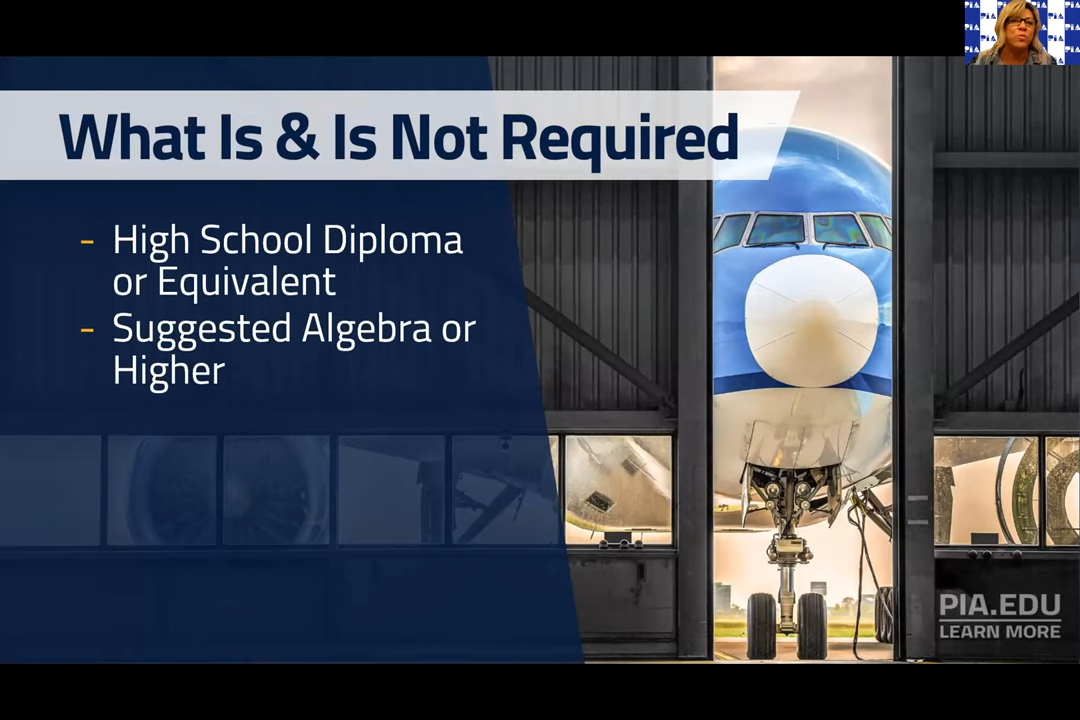 What Is & Is Not Required
- High School Diploma
or Equivalent
- Suggested Algebra or
Higher
PIA.EDU
LEARN MORE